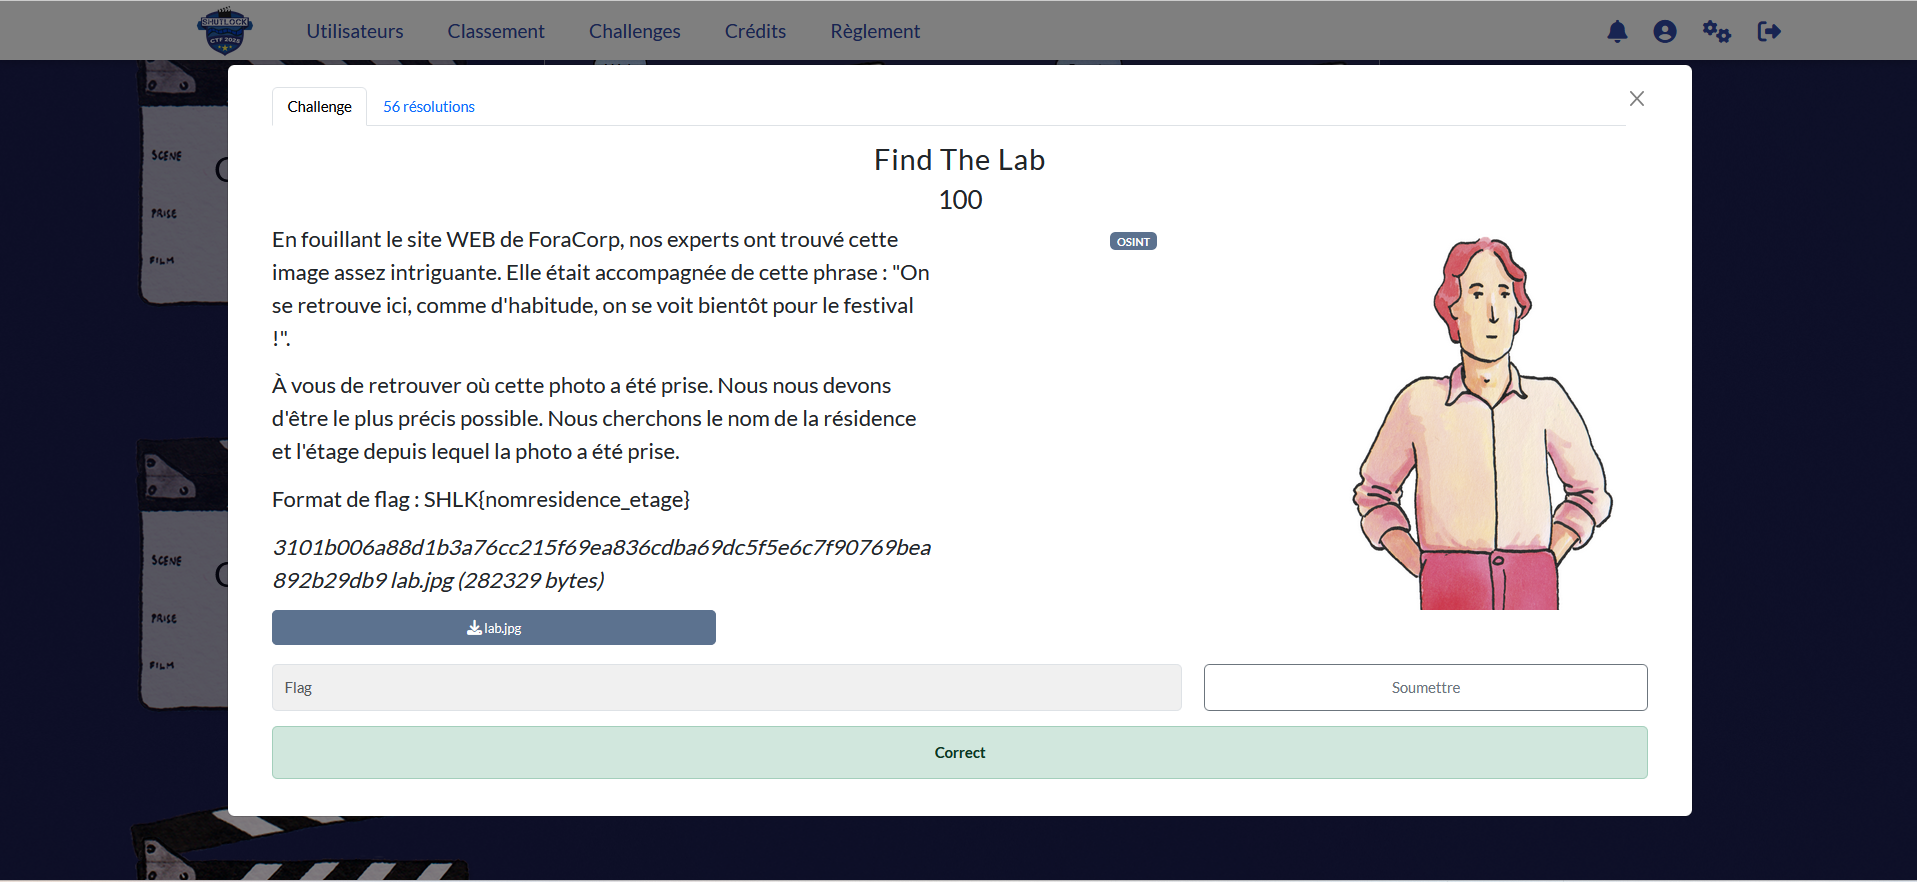 SHUTLOCK
CTF 2025
Utilisateurs
Classement
Challenges
Crédits
Règlement
Challenge
56 résolutions
Find The Lab
100
En fouillant le site WEB de ForaCorp, nos experts ont trouvé cette
image assez intriguante. Elle était accompagnée de cette phrase : "On
se retrouve ici, comme d'habitude, on se voit bientôt pour le festival
!".
OSINT
À vous de retrouver où cette photo a été prise. Nous nous devons
d'être le plus précis possible. Nous cherchons le nom de la résidence
et l'étage depuis lequel la photo a été prise.
Format de flag : SHLK{nomresidence_etage}
3101b006a88d1b3a76cc215f69ea836cdba69dc5f5e6c7f90769bea
892b29db9 lab.jpg (282329 bytes)
lab.jpg
Flag
Soumettre
Correct
SCENE
PRISE
FILM
SCENE
PRISE
FILM